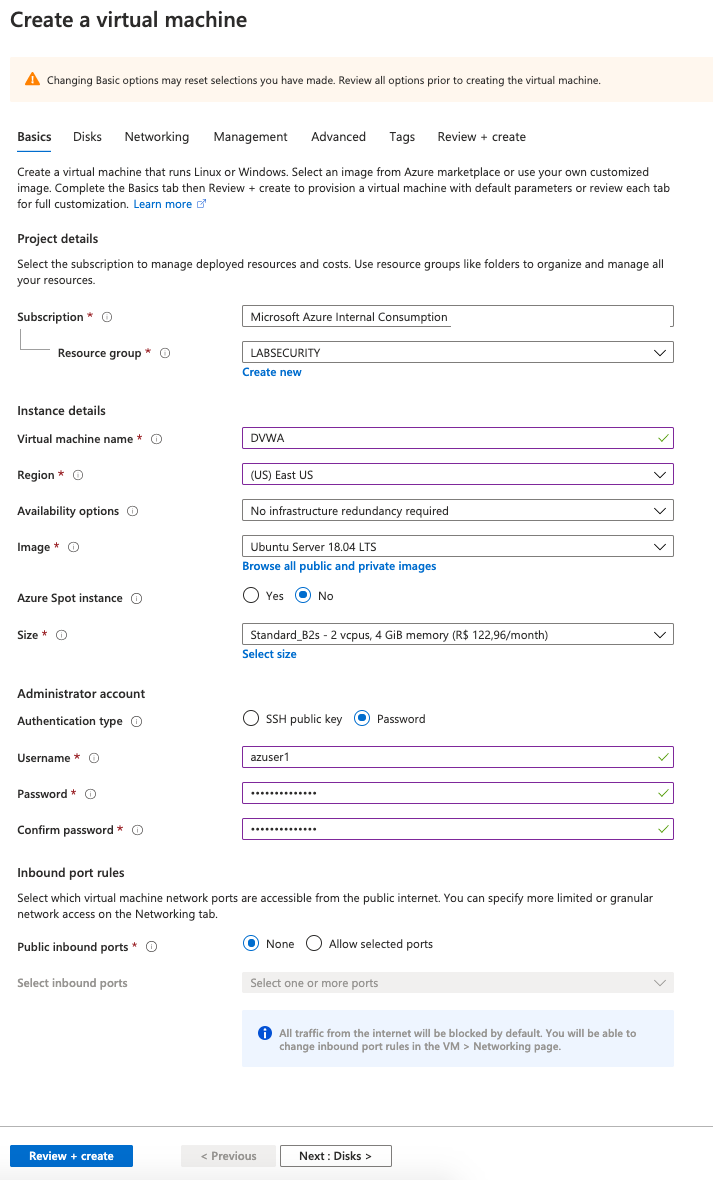 Create a virtual machine
Changing Basic options may reset selections you have made. Review all options prior to creating the virtual machine.
Basics Disks Networking Management Advanced Tags Review + create
Create a virtual machine that runs Linux or Windows. Select an image from Azure marketplace or use your own customized
image. Complete the Basics tab then Review + create to provision a virtual machine with default parameters or review each tab
for full customization. Learn more
Project details
Select the subscription to manage deployed resources and costs. Use resource groups like folders to organize and manage all
your resources.
Subscription * Microsoft Azure Internal Consumption
Resource group * LABSECURITY
Create new
Instance details
Virtual machine name * DVWA
Region * (US) East US
Availability options No infrastructure redundancy required
Image * Ubuntu Server 18.04 LTS
Browse all public and private images
Azure Spot instance Yes No
Size * Standard_B2s - 2 vcpus, 4 GiB memory (R$ 122,96/month)
Select size
Administrator account
Authentication type SSH public key Password
Username * azuser1
Password * ••••••••••••••
Confirm password * ••••••••••••••
Inbound port rules
Select which virtual machine network ports are accessible from the public internet. You can specify more limited or granular
network access on the Networking tab.
Public inbound ports * None Allow selected ports
Select inbound ports Select one or more ports
All traffic from the internet will be blocked by default. You will be able to
change inbound port rules in the VM > Networking page.
Review + create < Previous Next : Disks >